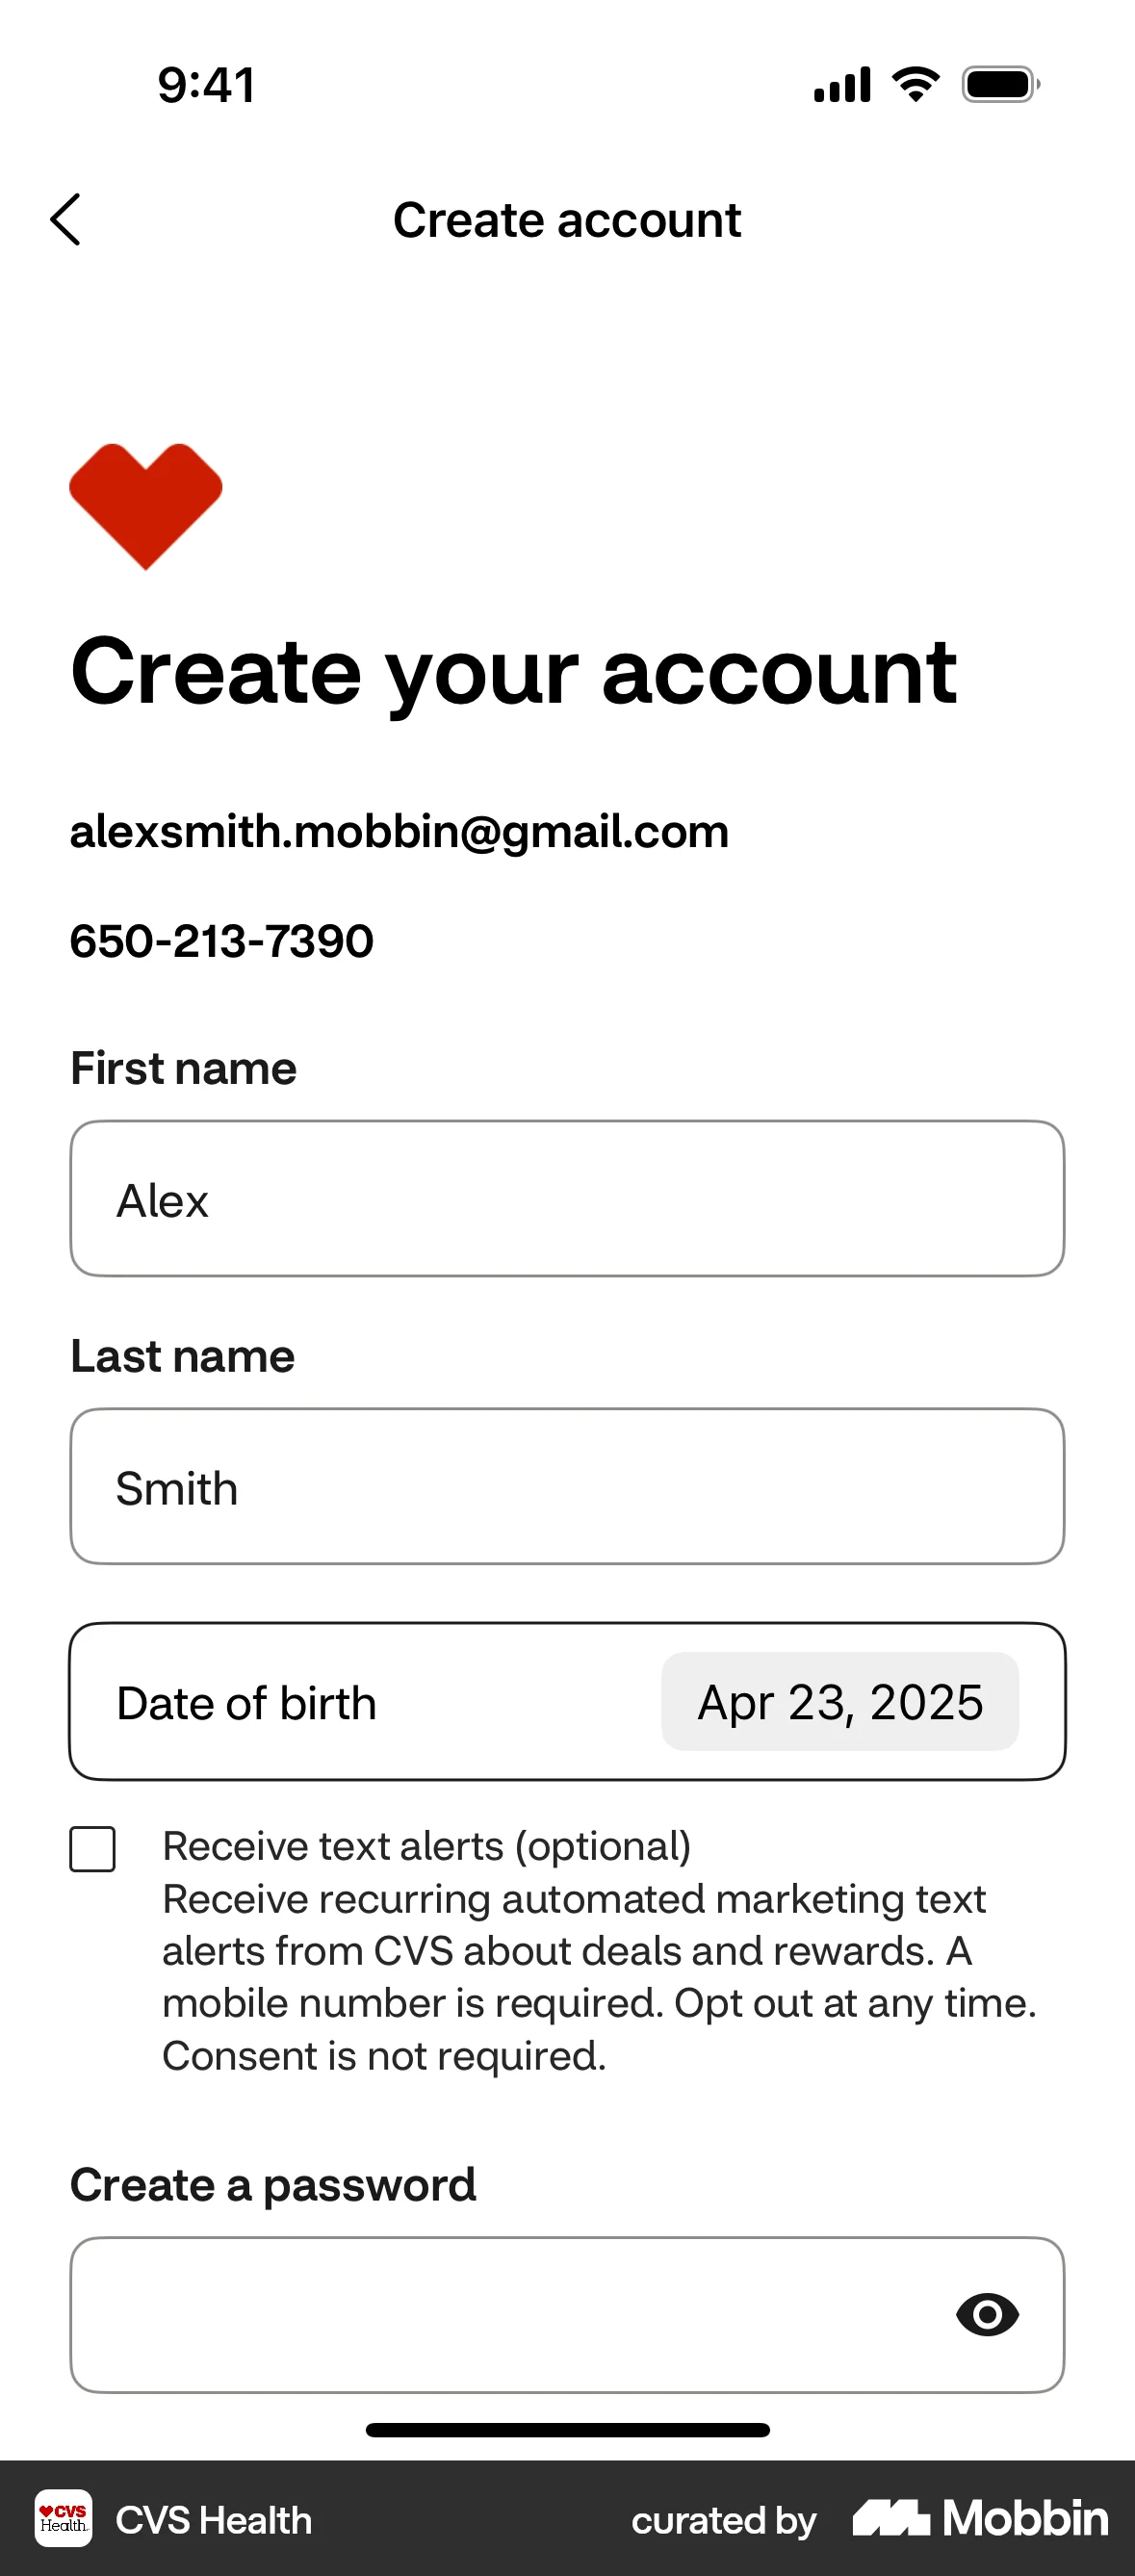 9:41
Create account
Create your account
alexsmith.mobbin@gmail.com
650-213-7390
First name
Alex
Last name
Smith
Date of birth
Apr 23, 2025
Receive text alerts (optional)
Receive recurring automated marketing text
alerts from CVS about deals and rewards. A
mobile number is required. Opt out at any time.
Consent is not required.
Create a password
CVS
Health
CVS Health
curated by
Mobbin